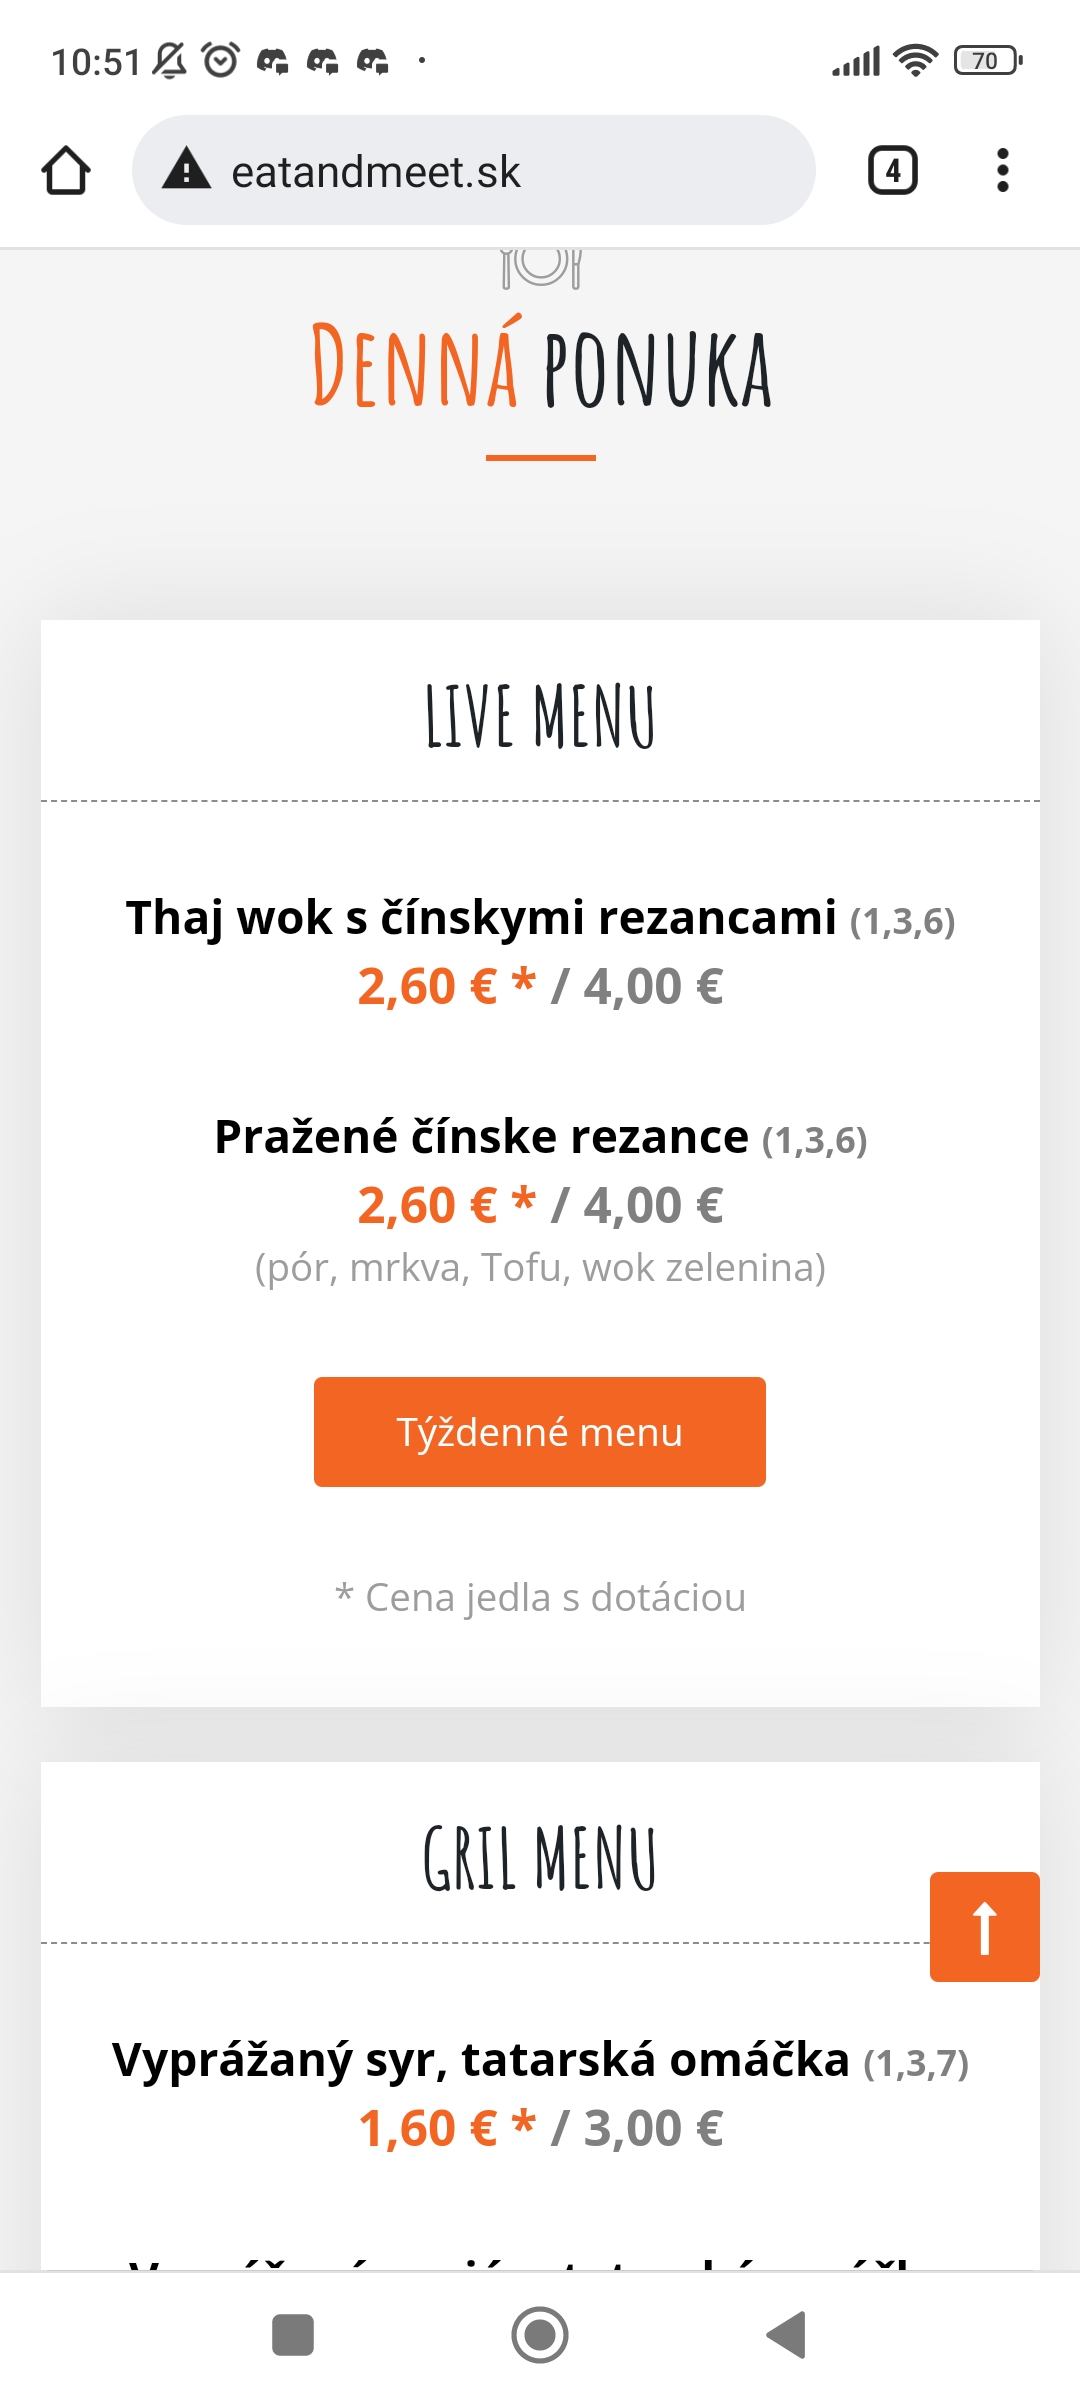 10:51
70
eatandmeet.sk
4
Denná ponuka
LIVE MENU
Thaj wok s čínskymi rezancami (1,3,6)
2,60 € * / 4,00 €
Pražené čínske rezance (1,3,6)
2,60 € * / 4,00 €
(pór, mrkva, Tofu, wok zelenina)
Týždenné menu
* Cena jedla s dotáciou
GRIL MENU
Vyprážaný syr, tatarská omáčka (1,3,7)
1,60 € * / 3,00 €